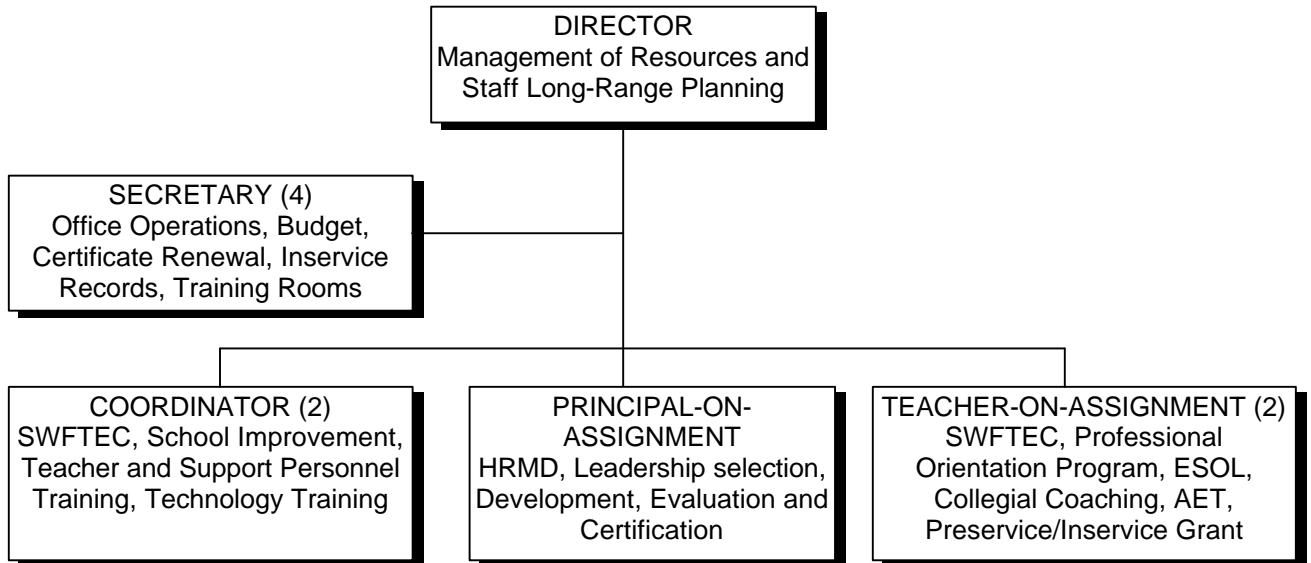 DIRECTOR
Management of Resources and
Staff Long-Range Planning
SECRETARY (4)
Office Operations, Budget,
Certificate Renewal, Inservice
Records, Training Rooms
COORDINATOR (2)
SWFTEC, School Improvement,
Teacher and Support Personnel
Training, Technology Training
PRINCIPAL-ON-
ASSIGNMENT
HRMD, Leadership selection,
Development, Evaluation and
Certification
TEACHER-ON-ASSIGNMENT (2)
SWFTEC, Professional
Orientation Program, ESOL,
Collegial Coaching, AET,
Preservice/Inservice Grant